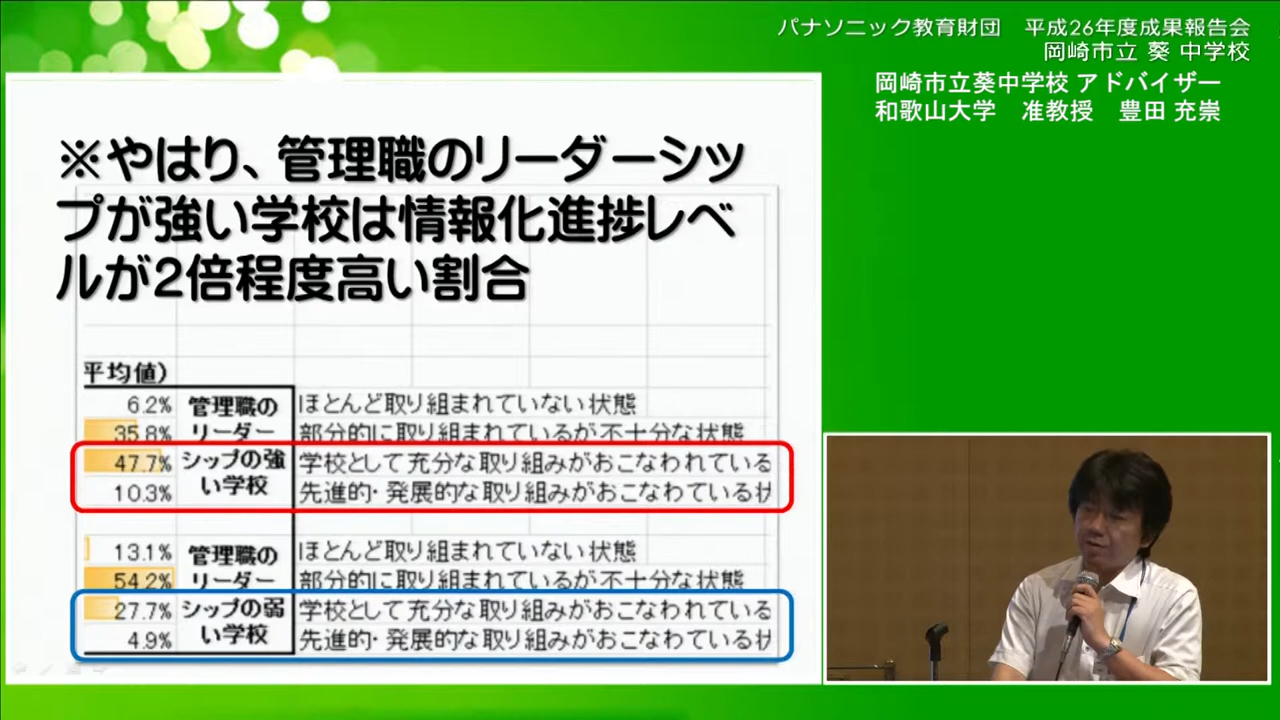 パナソニック教育財団　平成26年度成果報告会
岡崎市立 葵 中学校
岡崎市立葵中学校 アドバイザー
和歌山大学　准教授　豊田 充崇
※やはり、管理職のリーダーシッ
プが強い学校は情報化進捗レベ
ルが2倍程度高い割合
平均値)
6.2% 管理職の ほとんど取り組まれていない状態
35.8% リーダー 部分的に取り組まれているが不十分な状態
47.7% シップの強 学校として充分な取り組みがおこなわれている
10.3% い学校 先進的・発展的な取り組みがおこなわている状
13.1% 管理職の ほとんど取り組まれていない状態
54.2% リーダー 部分的に取り組まれているが不十分な状態
27.7% シップの弱 学校として充分な取り組みがおこなわれている
4.9% い学校 先進的・発展的な取り組みがおこなわている状